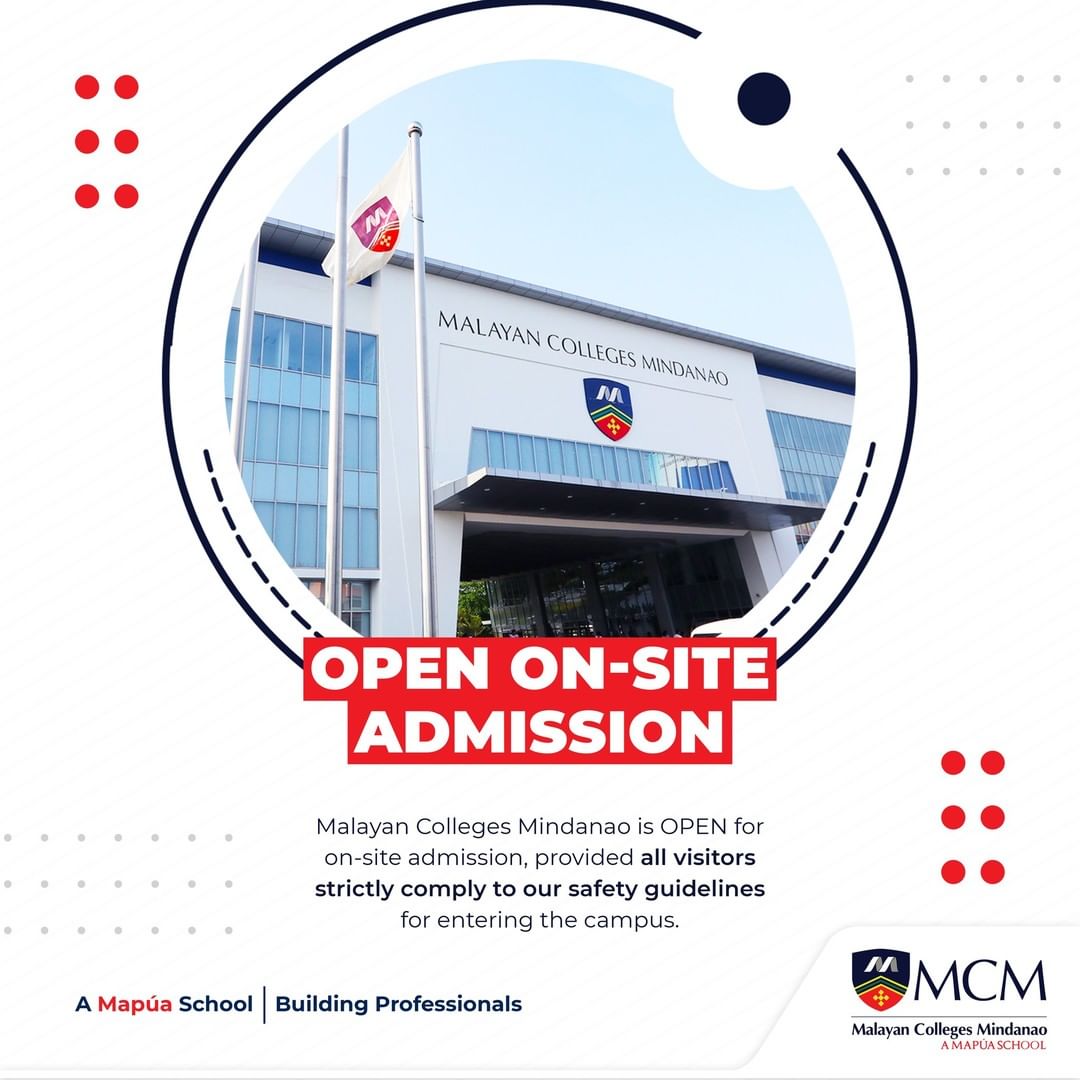 MALAYAN COLLEGES MINDANAO
OPEN ON-SITE
ADMISSION
Malayan Colleges Mindanao is OPEN for
on-site admission, provided all visitors
strictly comply to our safety guidelines
for entering the campus.
A Mapúa School | Building Professionals
MCM
Malayan Colleges Mindanao
A MAPÚA SCHOOL